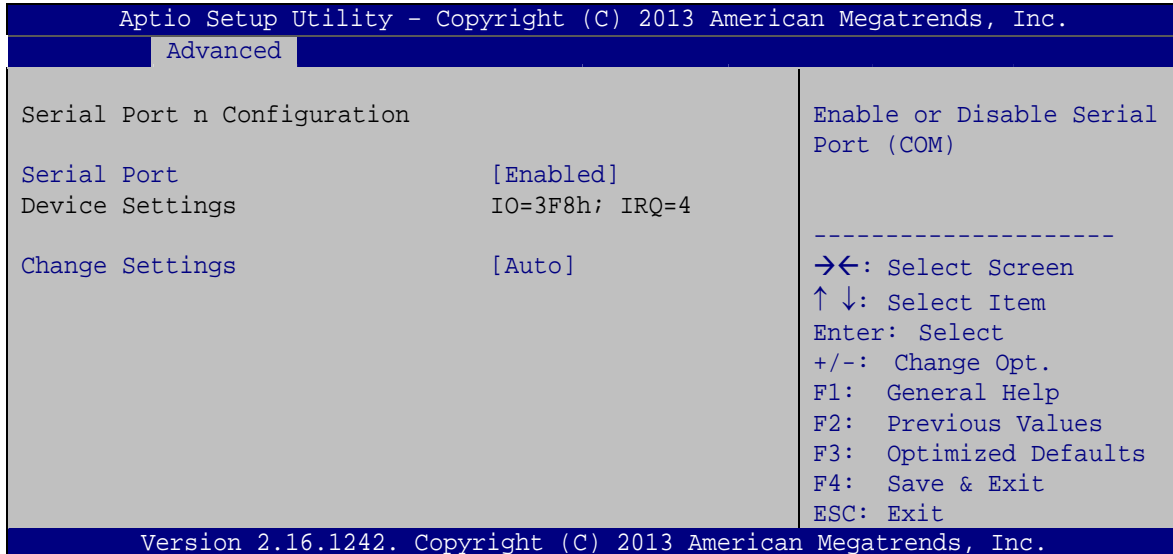 Aptio Setup Utility – Copyright (C) 2013 American Megatrends, Inc.
Advanced
Serial Port n Configuration
Serial Port [Enabled]
Device Settings IO=3F8h; IRQ=4
Change Settings [Auto]
Enable or Disable Serial
Port (COM)
---------------------
→←: Select Screen
↑ ↓: Select Item
Enter: Select
+/-: Change Opt.
F1: General Help
F2: Previous Values
F3: Optimized Defaults
F4: Save & Exit
ESC: Exit
Version 2.16.1242. Copyright (C) 2013 American Megatrends, Inc.